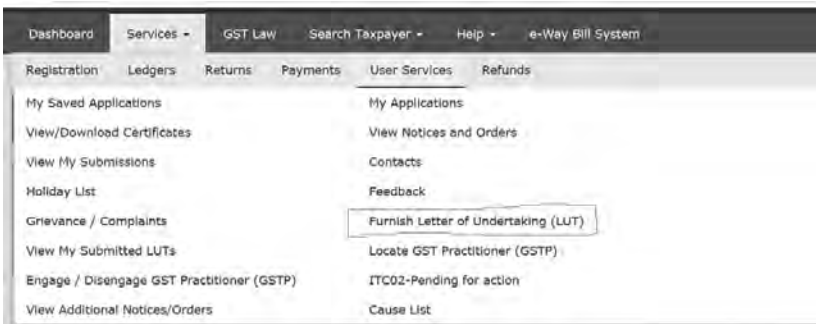 Dashboard Services GST Law Search Taxpayer Help e-Way Bill System
Registration Ledgers Returns Payments User Services Refunds
My Saved Applications My Applications
View/Download Certificates View Notices and Orders
View My Submissions Contacts
Holiday List Feedback
Grievance / Complaints Furnish Letter of Undertaking (LUT)
View My Submitted LUTs Locate GST Practitioner (GSTP)
Engage / Disengage GST Practitioner (GSTP) ITC02-Pending for action
View Additional Notices/Orders Cause List